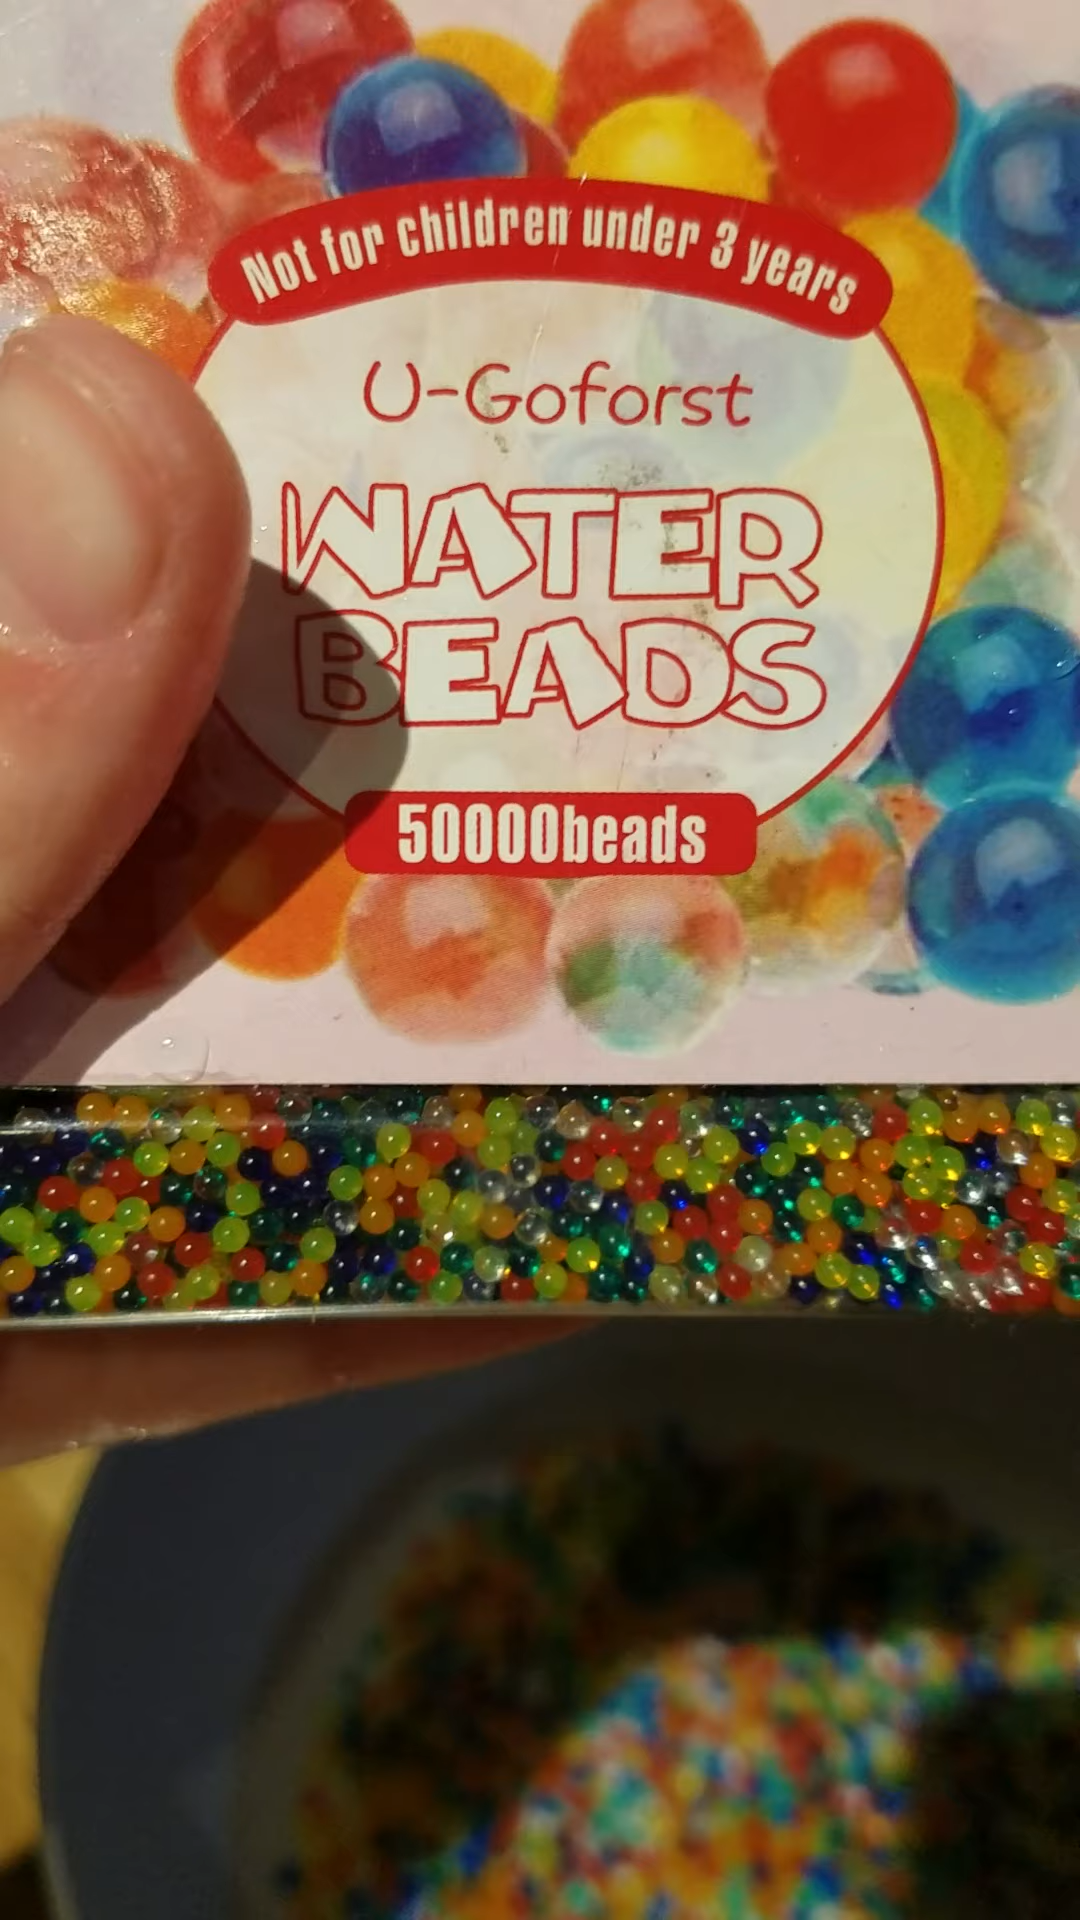 Not for children under 3 years
U-Goforst
WATER
BEADS
50000beads